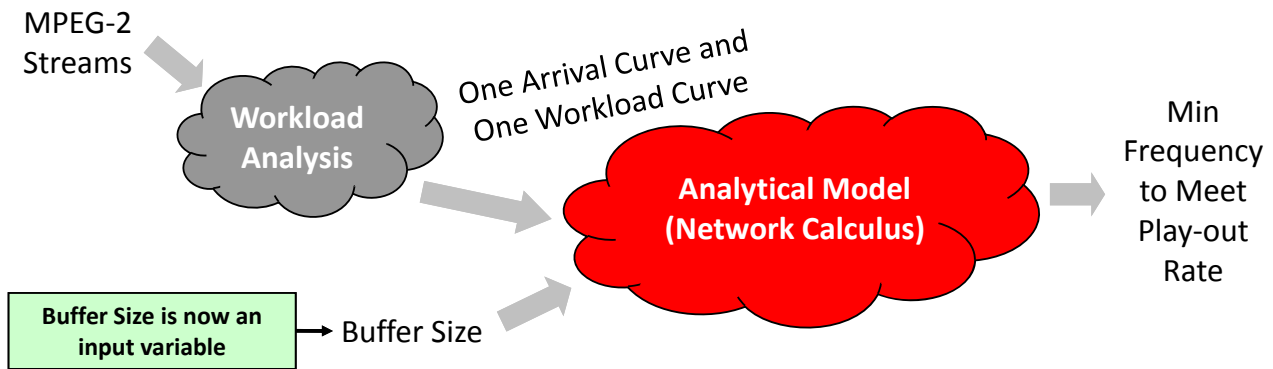 MPEG-2
Streams
Workload
Analysis
One Arrival Curve and
One Workload Curve
Analytical Model
(Network Calculus)
Min
Frequency
to Meet
Play-out
Rate
Buffer Size is now an
input variable
Buffer Size